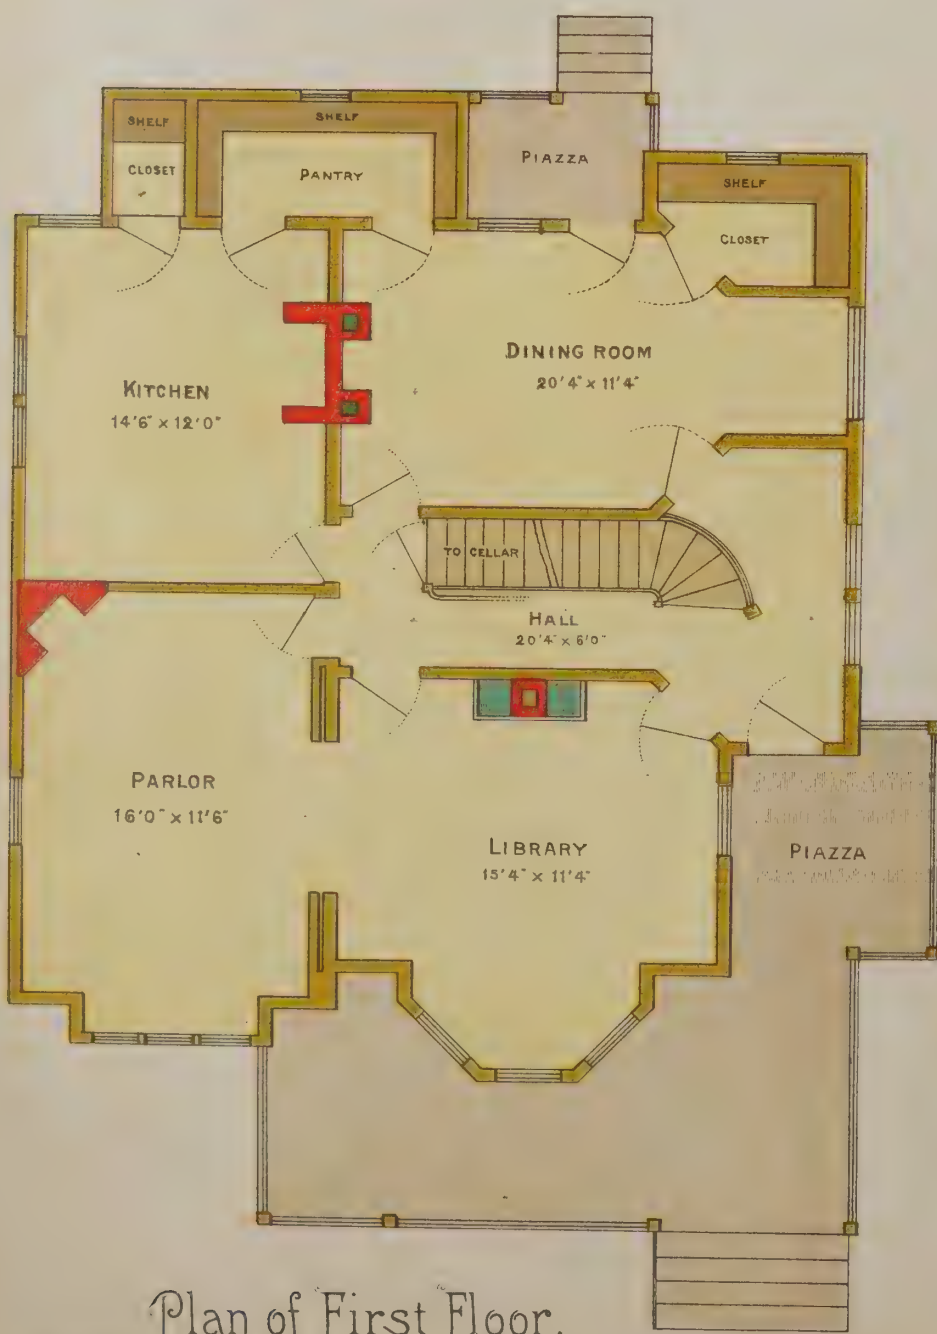 SHELF
CLOSET
SHELF
PANTRY
PIAZZA
SHELF
CLOSET
KITCHEN
14'6" x 12'0"
DINING ROOM
20'4" x 11'4"
TO CELLAR
HALL
20'4" x 6'0"
PARLOR
16'0" x 11'6"
LIBRARY
15'4" x 11'4"
PIAZZA
Plan of First Floor.